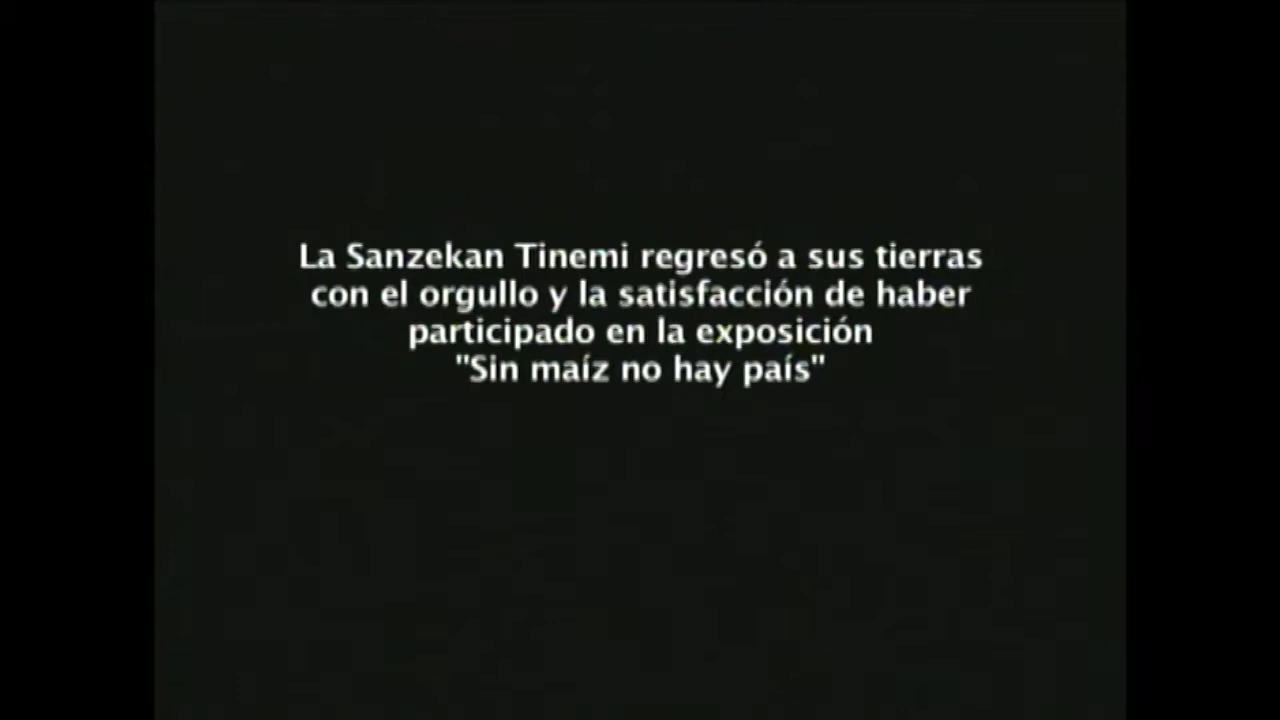 La Sanzekan Tinemi regresó a sus tierras
con el orgullo y la satisfacción de haber
participado en la exposición
"Sin maíz no hay país"